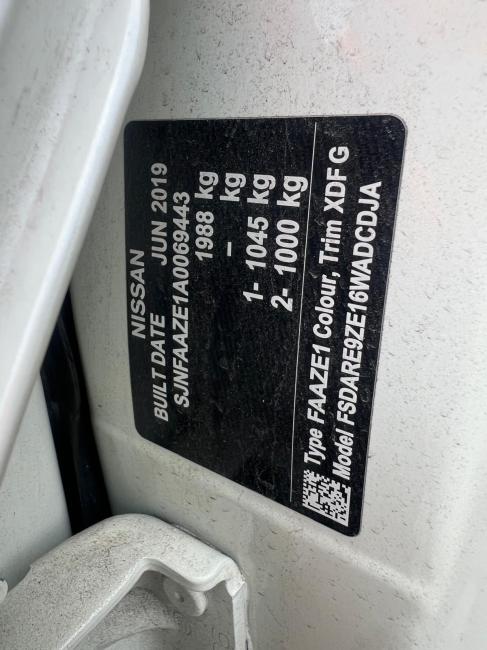 NISSAN
BUILT DATE JUN 2019
SJNFAAZE1A0069443
1988 kg
– kg
1- 1045 kg
2- 1000 kg
Type FAAZE1 Colour, Trim XDF G
Model FSDARE9ZE16WADCDJA